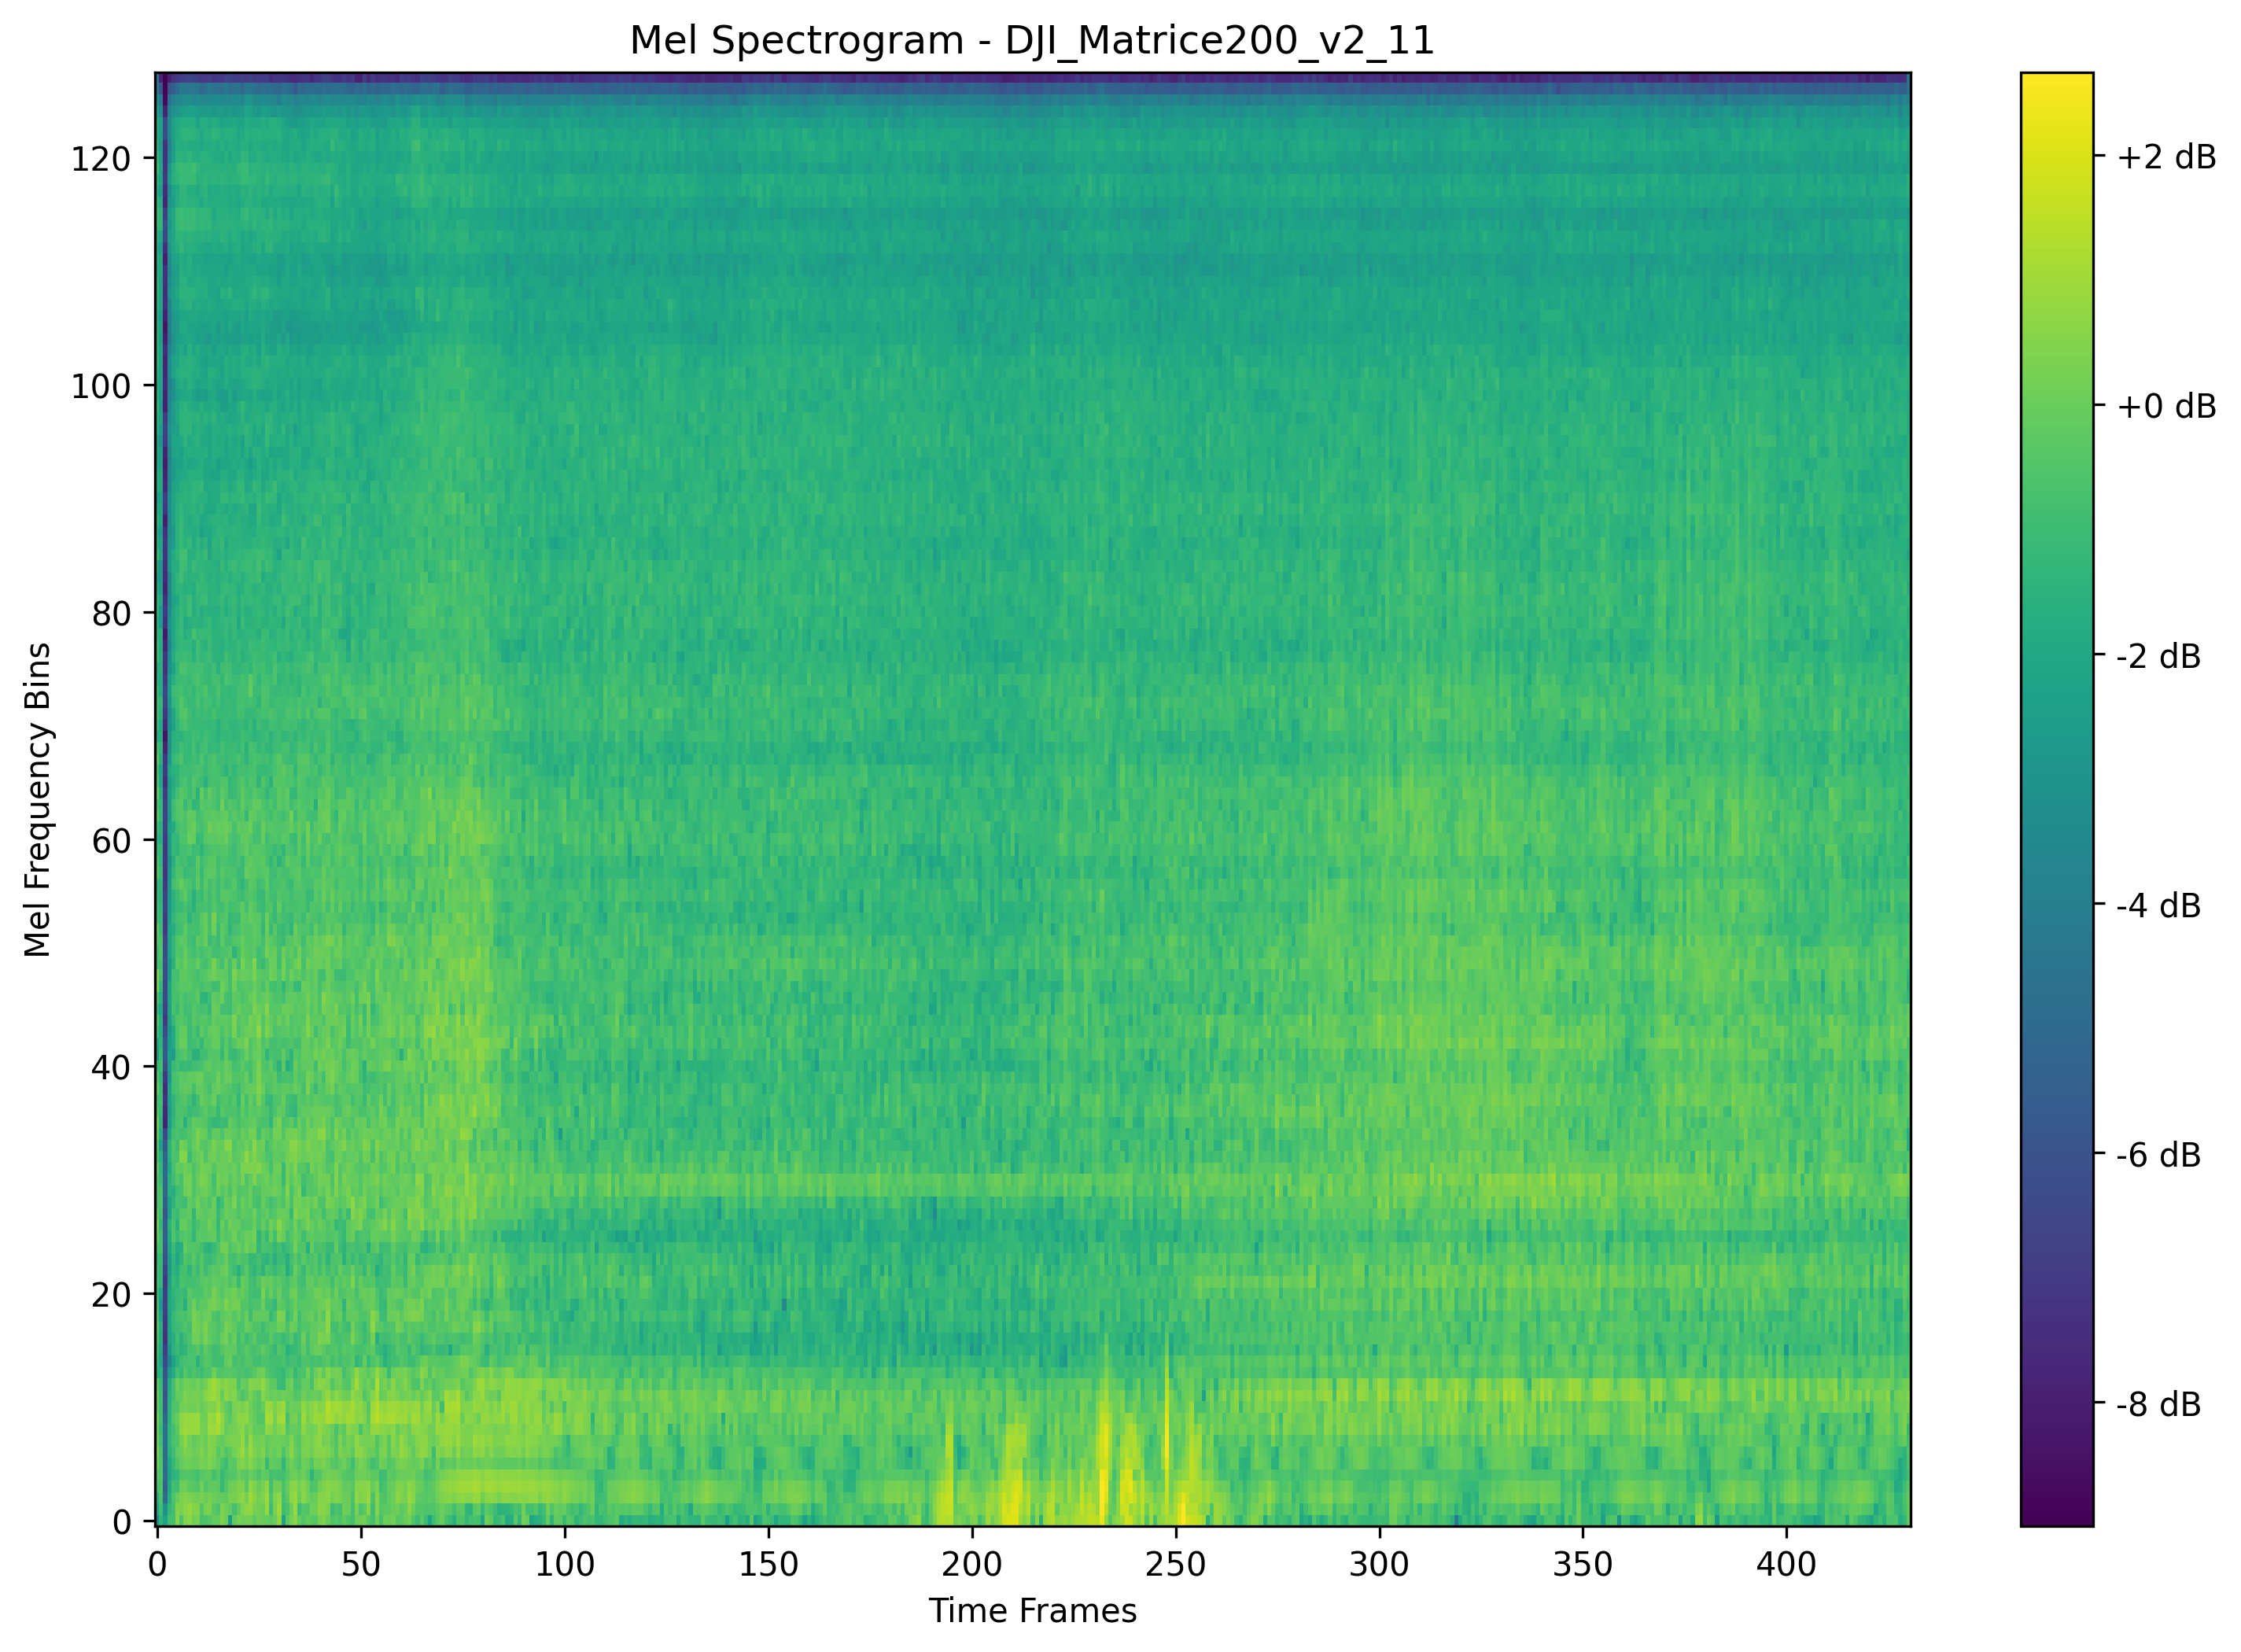 Mel Spectrogram - DJI_Matrice200_v2_11
Mel Frequency Bins
120
100
80
60
40
20
0
0 50 100 150 200 250 300 350 400
Time Frames
+2 dB
+0 dB
-2 dB
-4 dB
-6 dB
-8 dB